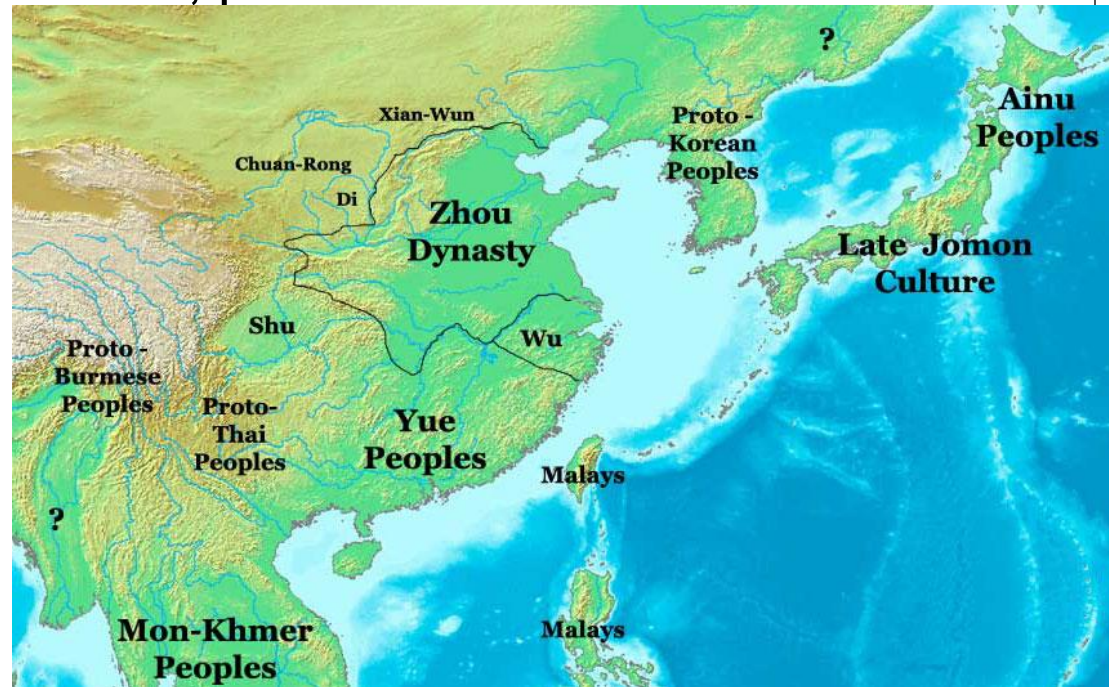 ?
Ainu
Peoples
Xian-Wun
Proto -
Korean
Peoples
Chuan-Rong
Di
Zhou
Dynasty
Late Jomon
Culture
Shu
Wu
Proto -
Burmese
Peoples
Proto-
Thai
Peoples
Yue
Peoples
Malays
?
Mon-Khmer
Peoples
Malays